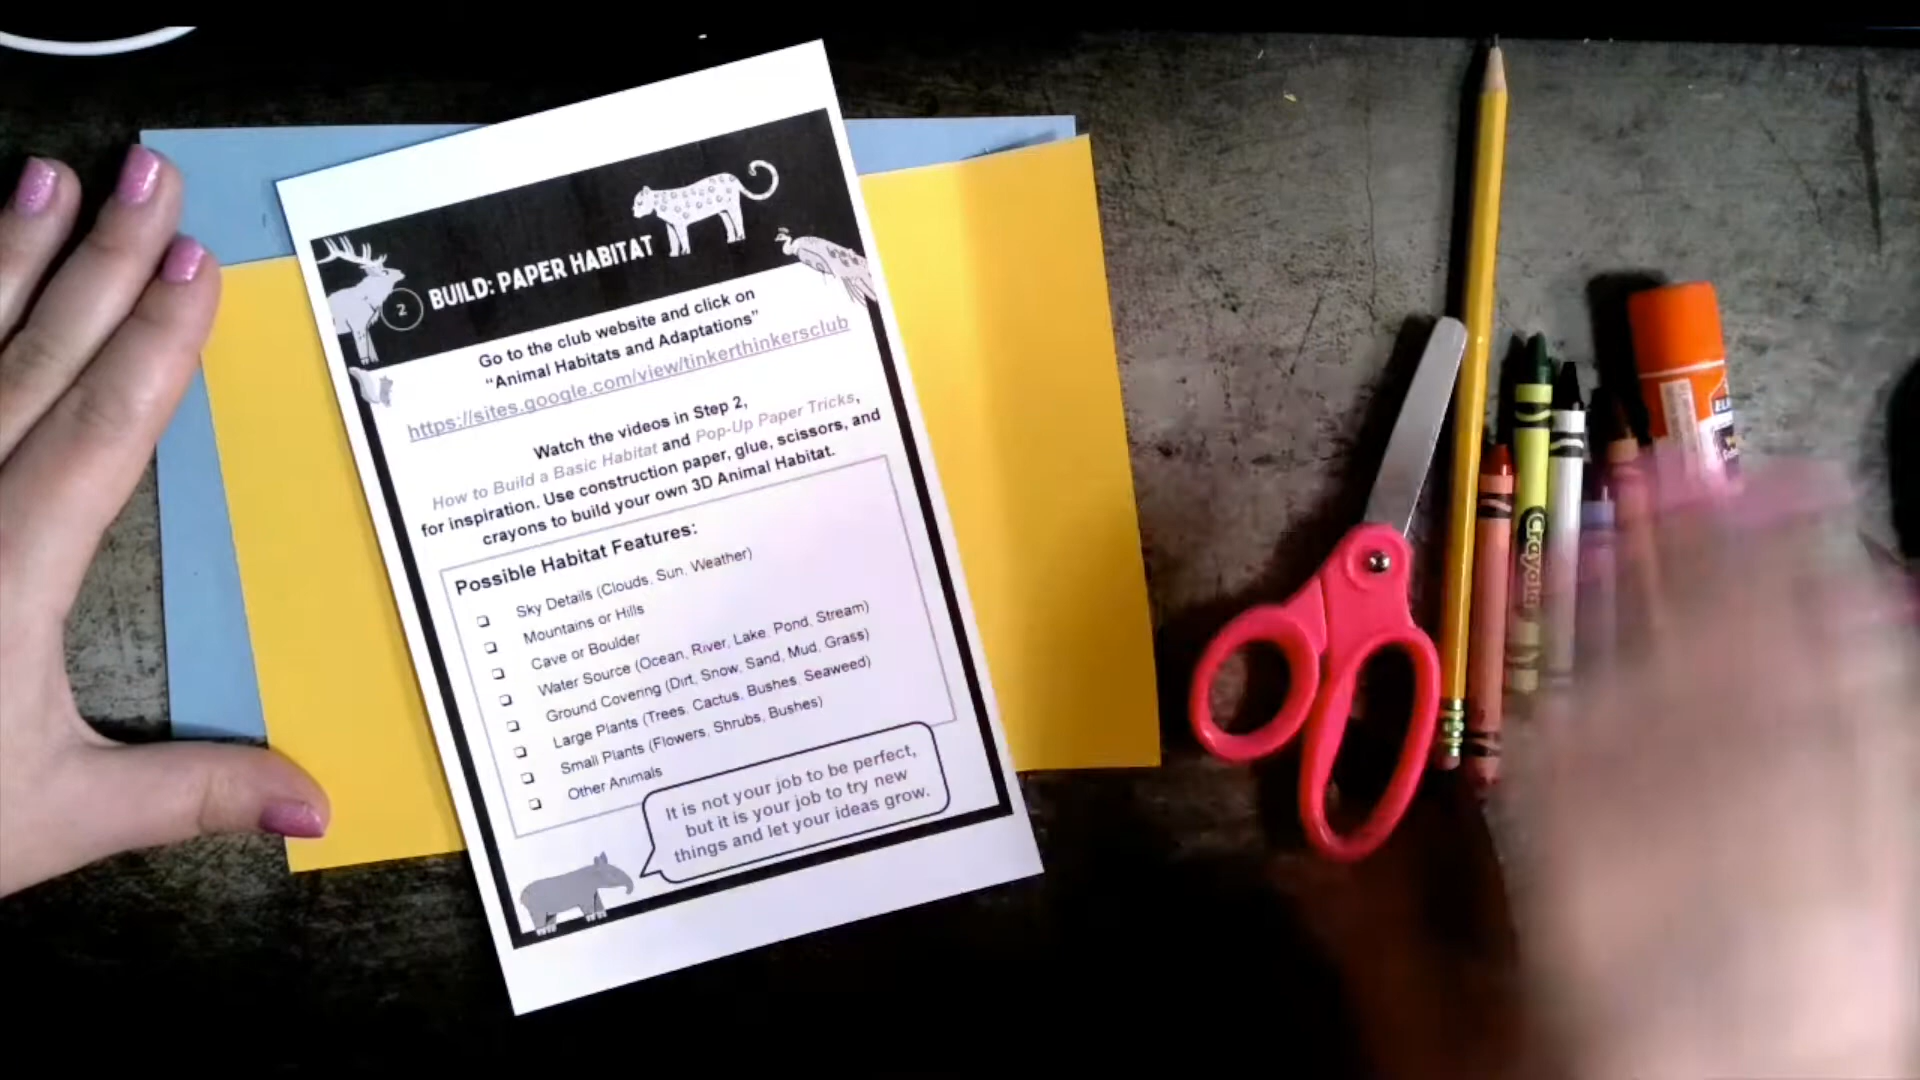 2
BUILD: PAPER HABITAT
Go to the club website and click on
“Animal Habitats and Adaptations”
https://sites.google.com/view/tinkerthinkersclub
Watch the videos in Step 2,
How to Build a Basic Habitat and Pop-Up Paper Tricks,
for inspiration. Use construction paper, glue, scissors, and
crayons to build your own 3D Animal Habitat.
Possible Habitat Features:
Sky Details (Clouds, Sun, Weather)
Mountains or Hills
Cave or Boulder
Water Source (Ocean, River, Lake, Pond, Stream)
Ground Covering (Dirt, Snow, Sand, Mud, Grass)
Large Plants (Trees, Cactus, Bushes, Seaweed)
Small Plants (Flowers, Shrubs, Bushes)
Other Animals
It is not your job to be perfect,
but it is your job to try new
things and let your ideas grow.
Crayola